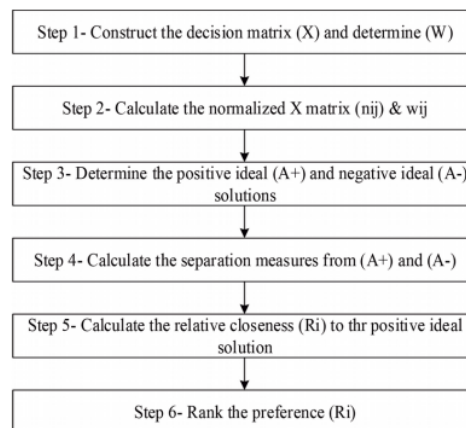 Step 1- Construct the decision matrix (X) and determine (W)
Step 2- Calculate the normalized X matrix (nij) & wij
Step 3- Determine the positive ideal (A+) and negative ideal (A-)
solutions
Step 4- Calculate the separation measures from (A+) and (A-)
Step 5- Calculate the relative closeness (Ri) to thr positive ideal
solution
Step 6- Rank the preference (Ri)